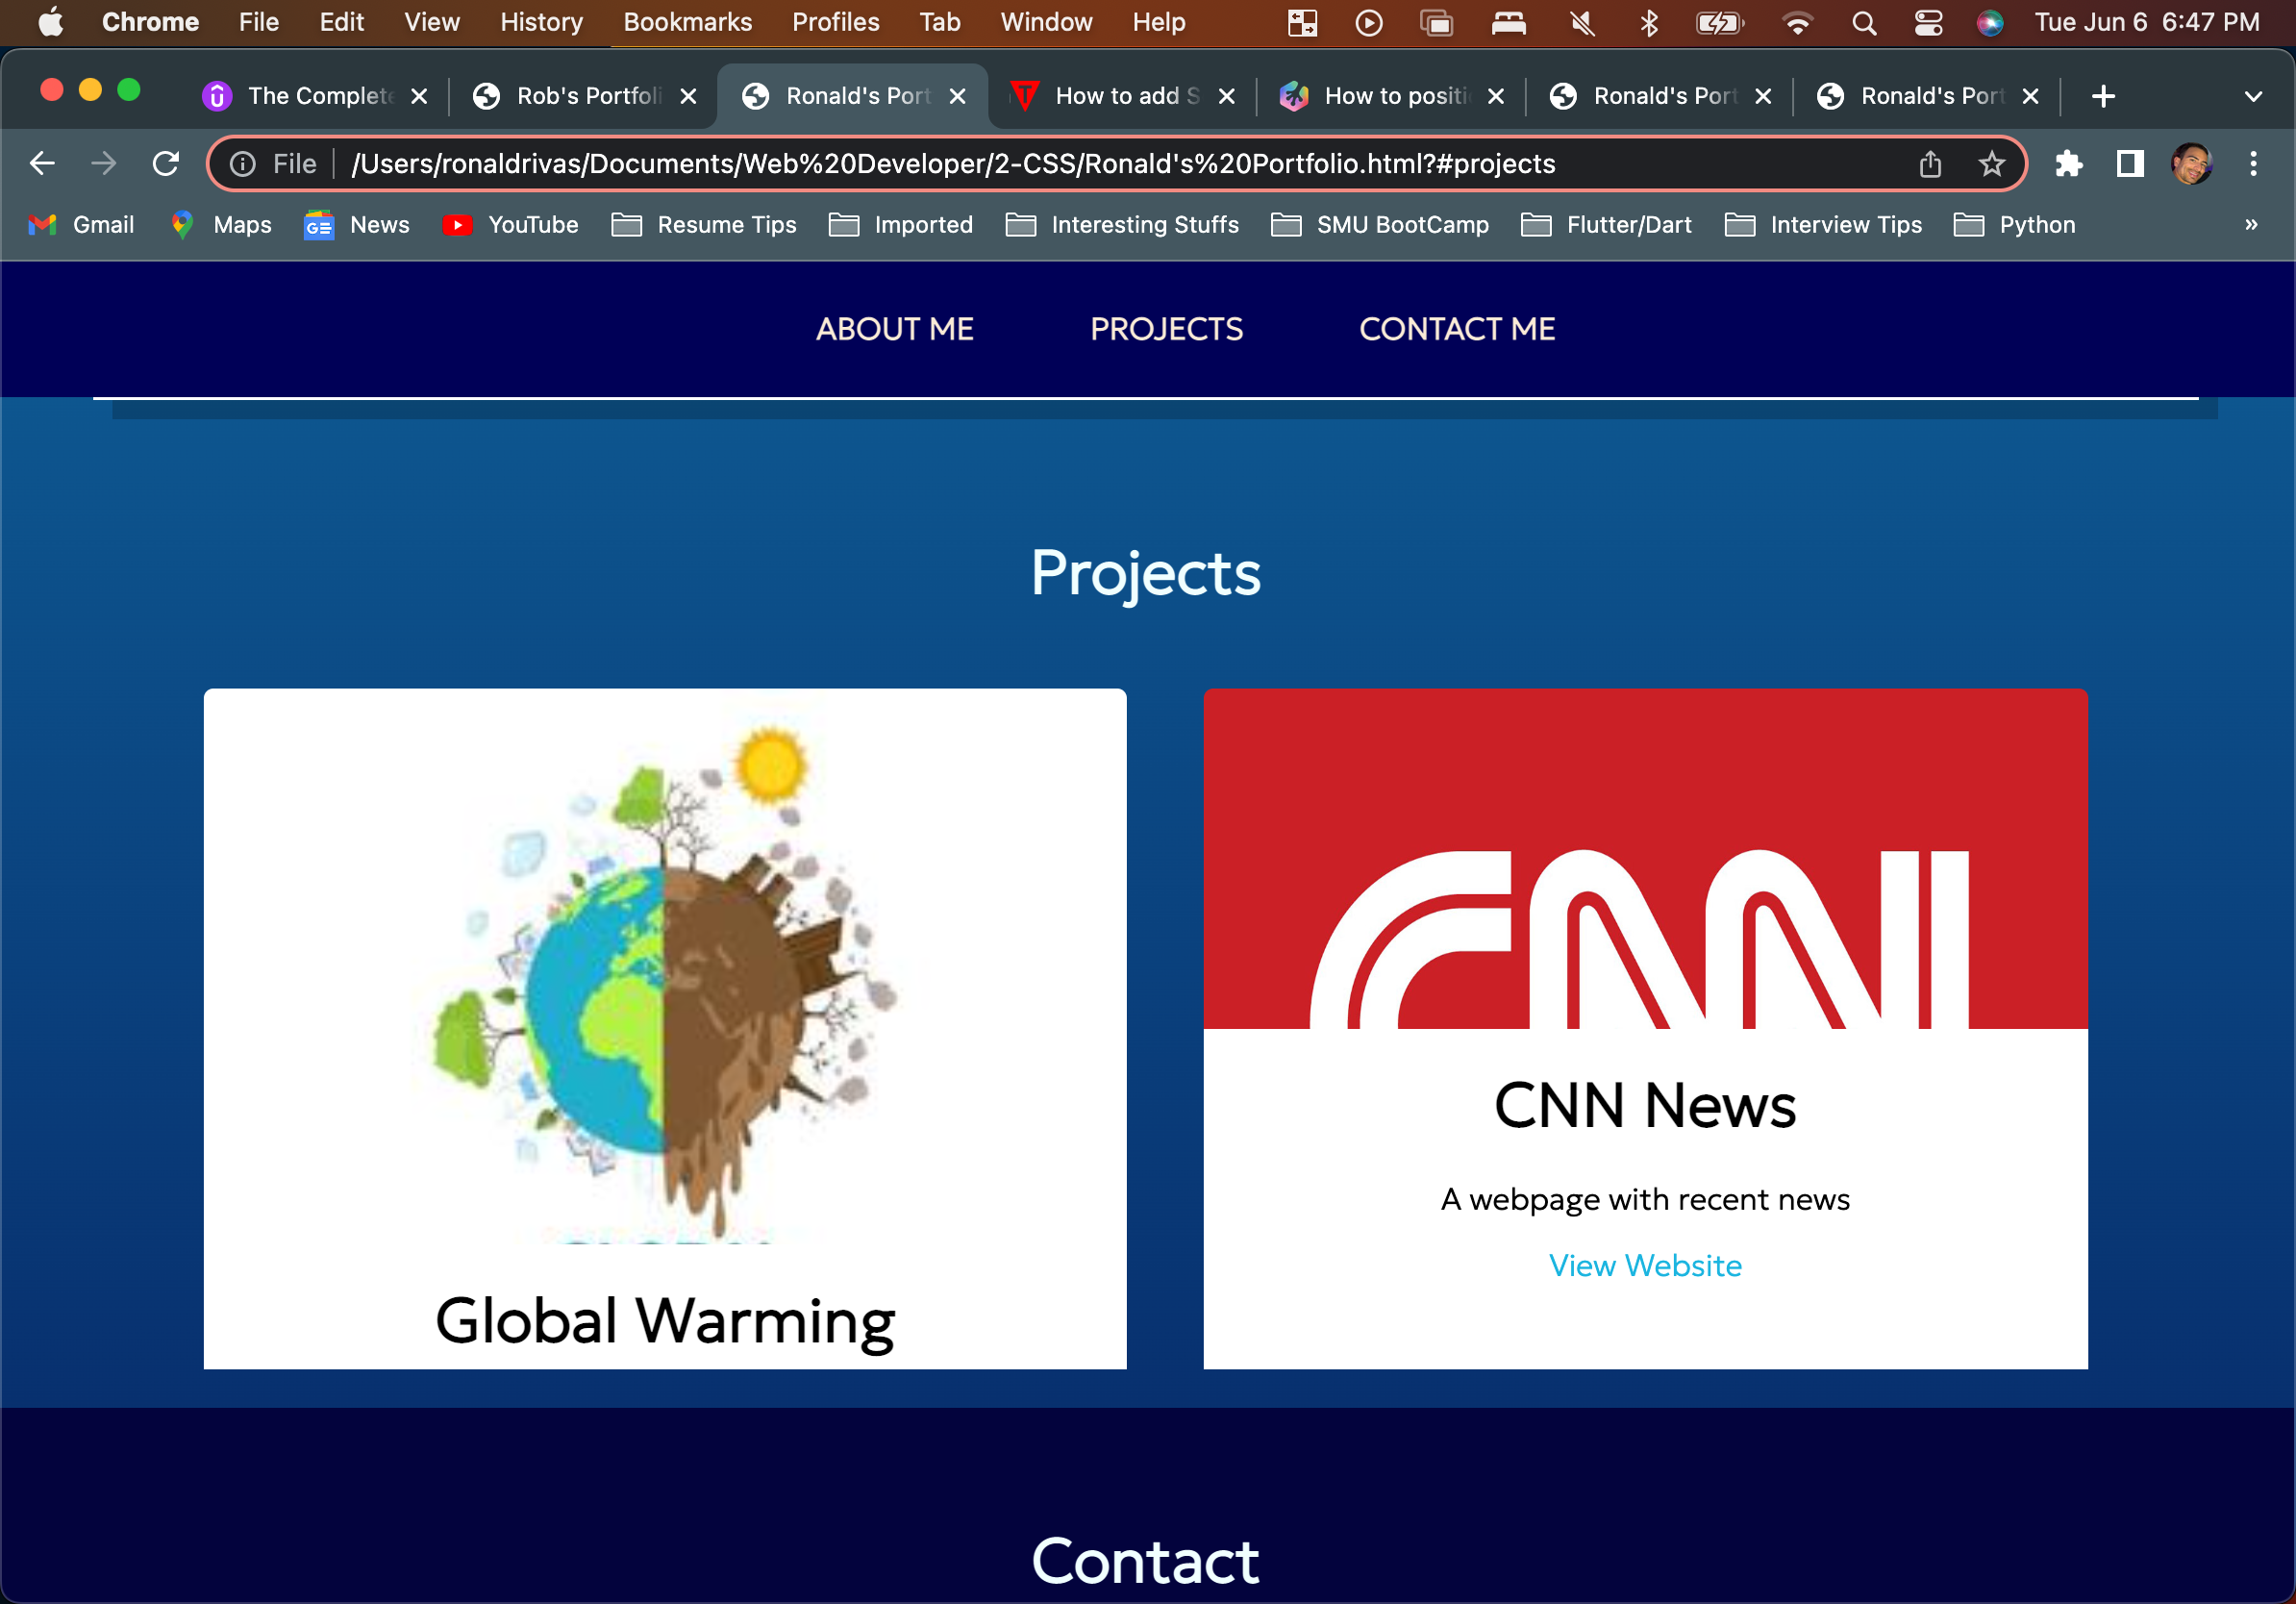 Chrome File Edit View History Bookmarks Profiles Tab Window Help Tue Jun 6 6:47 PM
The Complete Rob's Portfoli Ronald's Port How to add S How to positi Ronald's Port Ronald's Port
File /Users/ronaldrivas/Documents/Web%20Developer/2-CSS/Ronald's%20Portfolio.html?#projects
Gmail Maps News YouTube Resume Tips Imported Interesting Stuffs SMU BootCamp Flutter/Dart Interview Tips Python »
ABOUT ME PROJECTS CONTACT ME
Projects
CNN
CNN News
A webpage with recent news
View Website
Global Warming
Contact